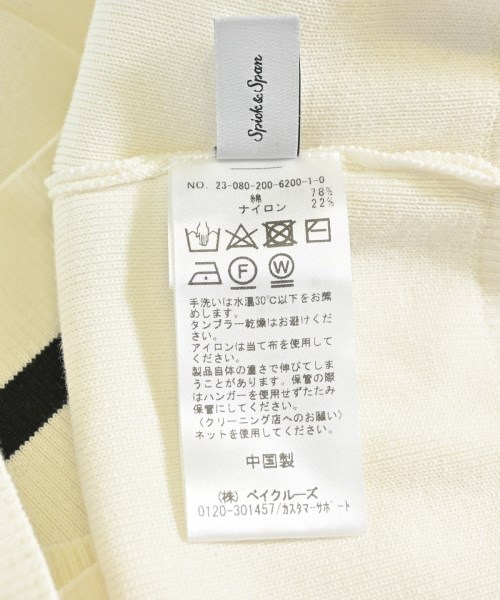 Spick&Span
NO. 23-080-200-6200-1-0
綿 78%
ナイロン 22%
F W
手洗いは水温30℃以下をお薦
めします。
タンブラー乾燥はお避けくださ
い。
アイロンは当て布を使用して
ください。
製品自体の重さで伸びてしま
うことがあります。保管の際
はハンガーを使用せずたたみ
保管にしてください。
〈クリーニング店へのお願い〉
ネットを使用してください。
中国製
(株) ベイクルーズ
0120-301457/カスタマーサポート